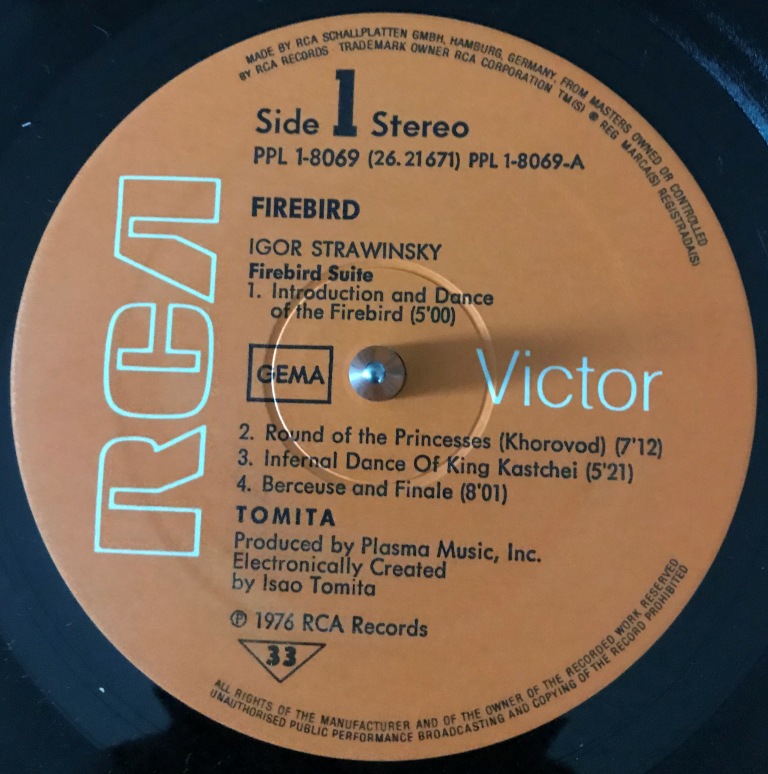 MADE BY RCA SCHALLPLATTEN GMBH, HAMBURG, GERMANY, FROM MASTERS OWNED OR CONTROLLED
BY RCA RECORDS · TRADEMARK OWNER RCA CORPORATION TM(S) ® REG MARCA(S) REGISTRADA(S)
Side 1 Stereo
PPL 1-8069 (26.21671) PPL 1-8069-A
RCA
FIREBIRD
IGOR STRAWINSKY
Firebird Suite
1. Introduction and Dance
of the Firebird (5'00)
GEMA
Victor
2. Round of the Princesses (Khorovod) (7'12)
3. Infernal Dance Of King Kastchei (5'21)
4. Berceuse and Finale (8'01)
TOMITA
Produced by Plasma Music, Inc.
Electronically Created
by Isao Tomita
℗ 1976 RCA Records
33
ALL RIGHTS OF THE MANUFACTURER AND OF THE OWNER OF THE RECORDED WORK RESERVED
UNAUTHORISED PUBLIC PERFORMANCE BROADCASTING AND COPYING OF THE RECORD PROHIBITED